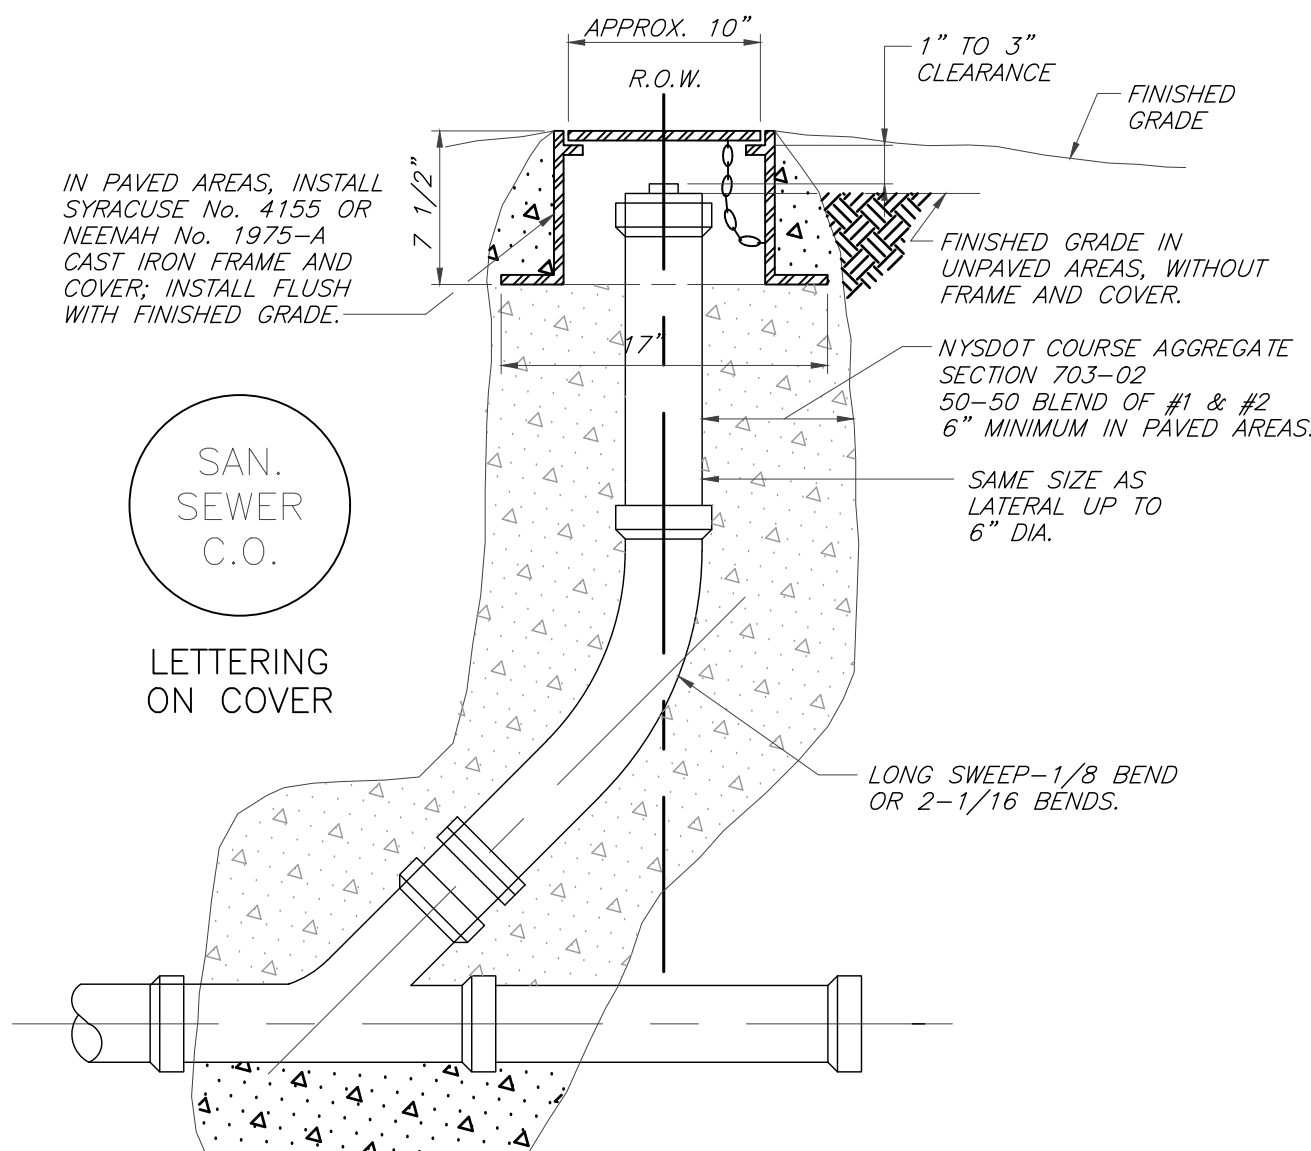 APPROX. 10”
R.O.W.
1” TO 3”
CLEARANCE
FINISHED
GRADE
7 1/2”
IN PAVED AREAS, INSTALL
SYRACUSE No. 4155 OR
NEENAH No. 1975-A
CAST IRON FRAME AND
COVER; INSTALL FLUSH
WITH FINISHED GRADE.
FINISHED GRADE IN
UNPAVED AREAS, WITHOUT
FRAME AND COVER.
17”
NYSDOT COURSE AGGREGATE
SECTION 703-02
50-50 BLEND OF #1 & #2
6” MINIMUM IN PAVED AREAS.
SAME SIZE AS
LATERAL UP TO
6” DIA.
SAN.
SEWER
C.O.
LETTERING
ON COVER
LONG SWEEP-1/8 BEND
OR 2-1/16 BENDS.